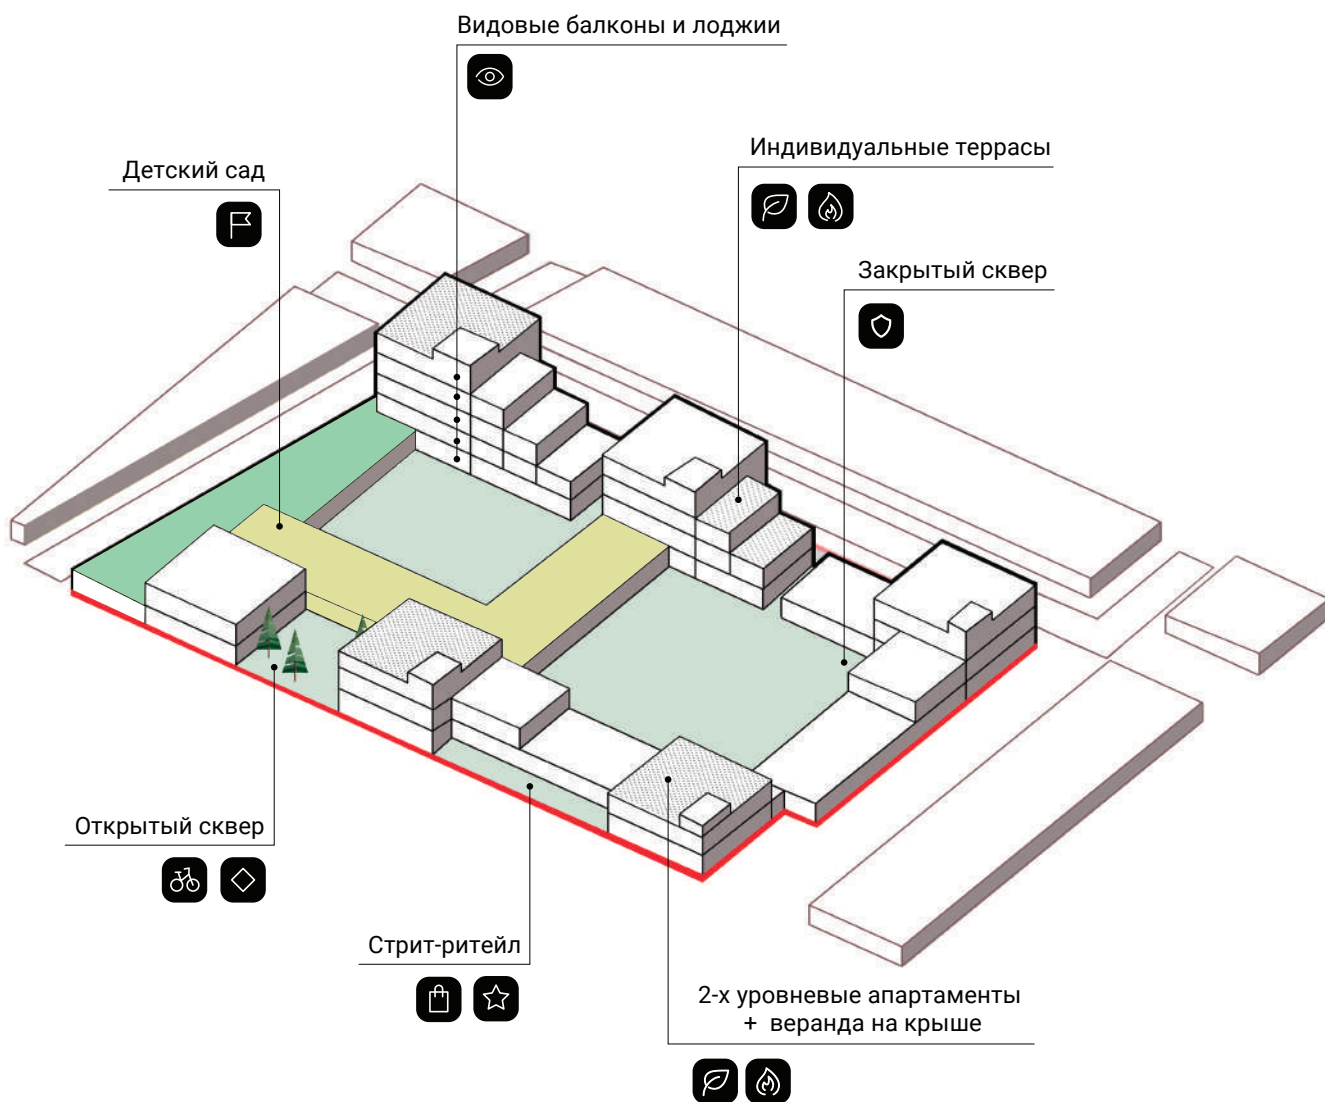 Видовые балконы и лоджии
Индивидуальные террасы
Детский сад
Закрытый сквер
Открытый сквер
Стрит-ритейл
2-х уровневые апартаменты
+ веранда на крыше